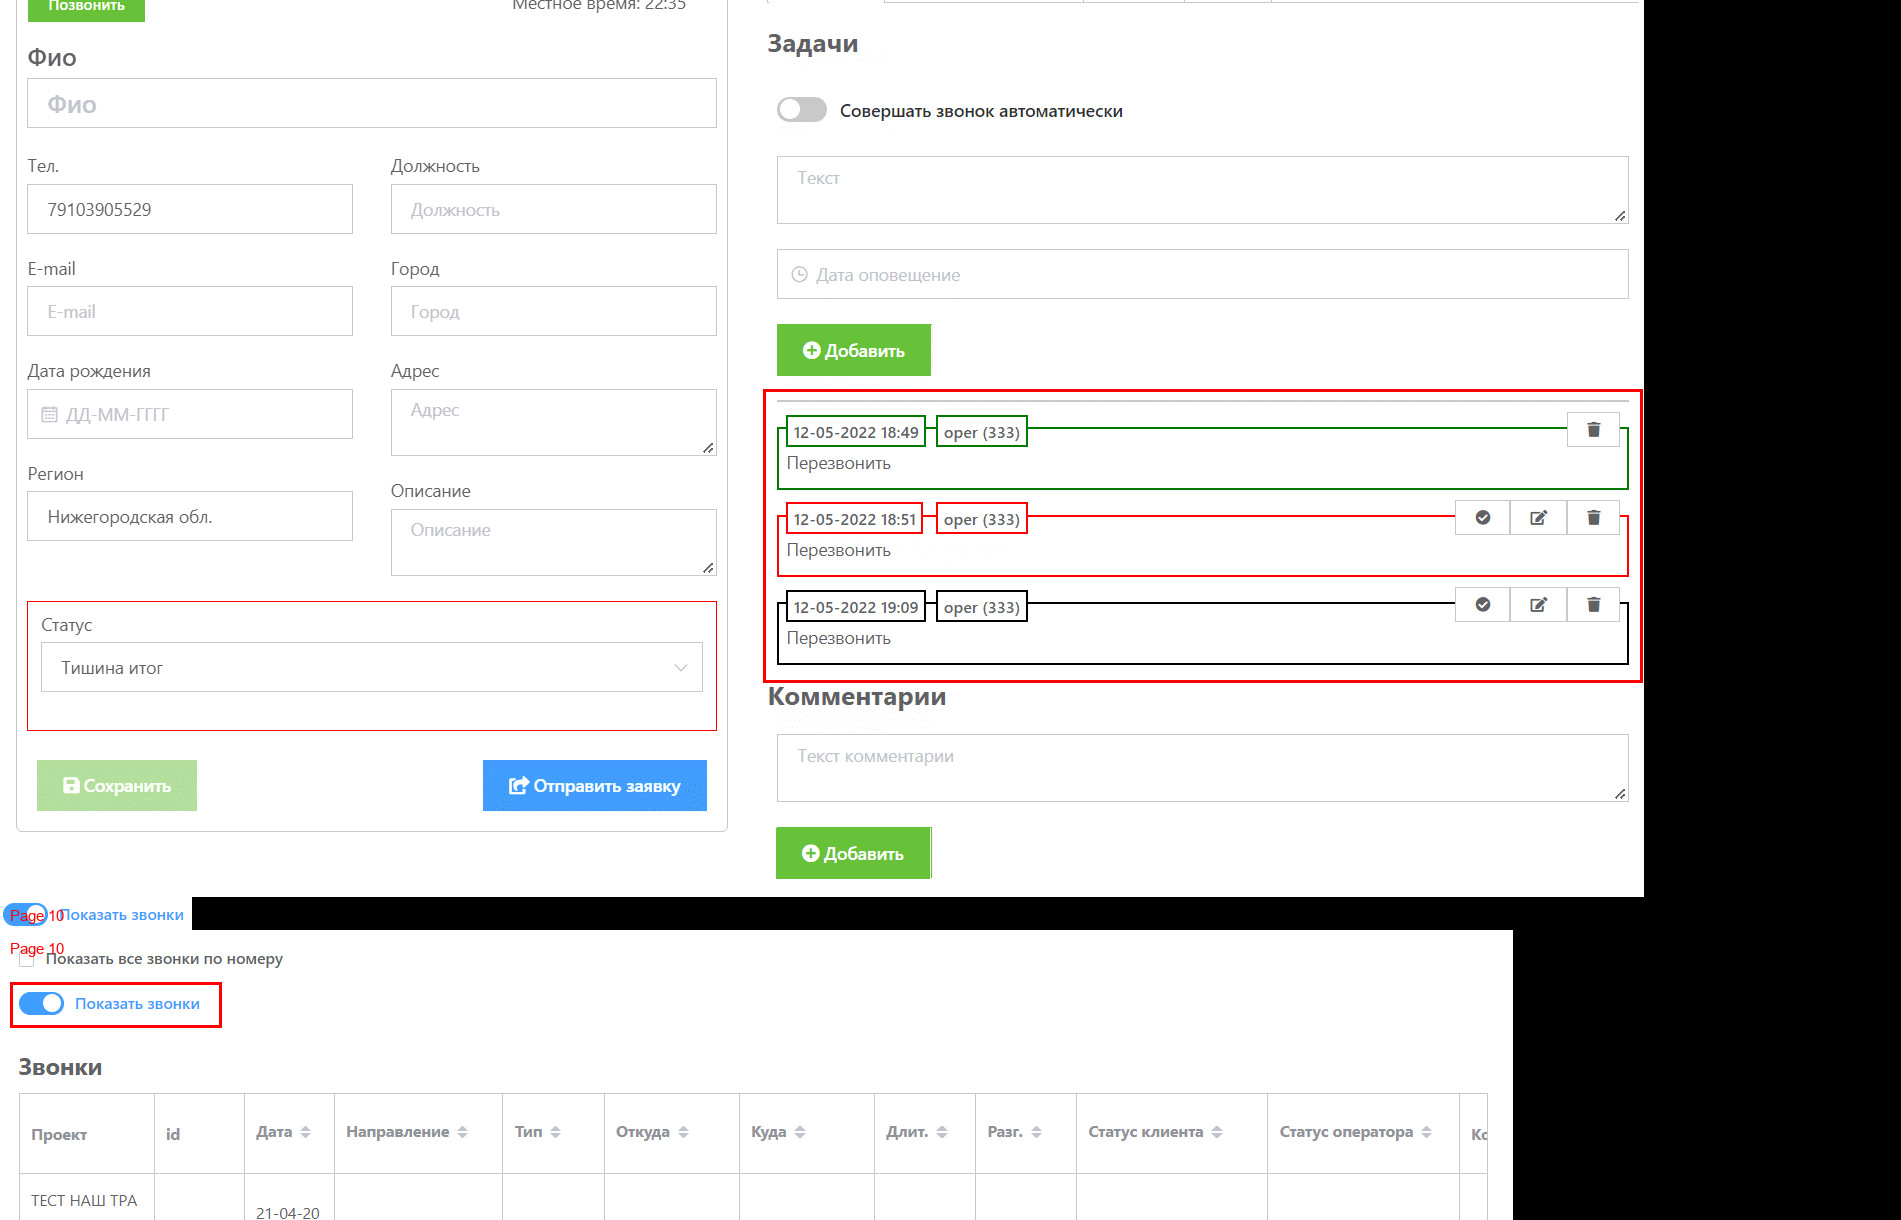 Позвонить
Местное время: 22:35
Фио
Фио
Тел.
79103905529
Должность
Должность
E-mail
E-mail
Город
Город
Дата рождения
ДД-ММ-ГГГГ
Адрес
Адрес
Регион
Нижегородская обл.
Описание
Описание
Статус
Тишина итог
Сохранить
Отправить заявку
Задачи
Совершать звонок автоматически
Текст
Дата оповещение
Добавить
12-05-2022 18:49 oper (333)
Перезвонить
12-05-2022 18:51 oper (333)
Перезвонить
12-05-2022 19:09 oper (333)
Перезвонить
Комментарии
Текст комментарии
Добавить
Page 10
Показать звонки
Page 10
Показать все звонки по номеру
Показать звонки
Звонки
Проект id Дата Направление Тип Откуда Куда Длит. Разг. Статус клиента Статус оператора
ТЕСТ НАШ ТРА
21-04-20